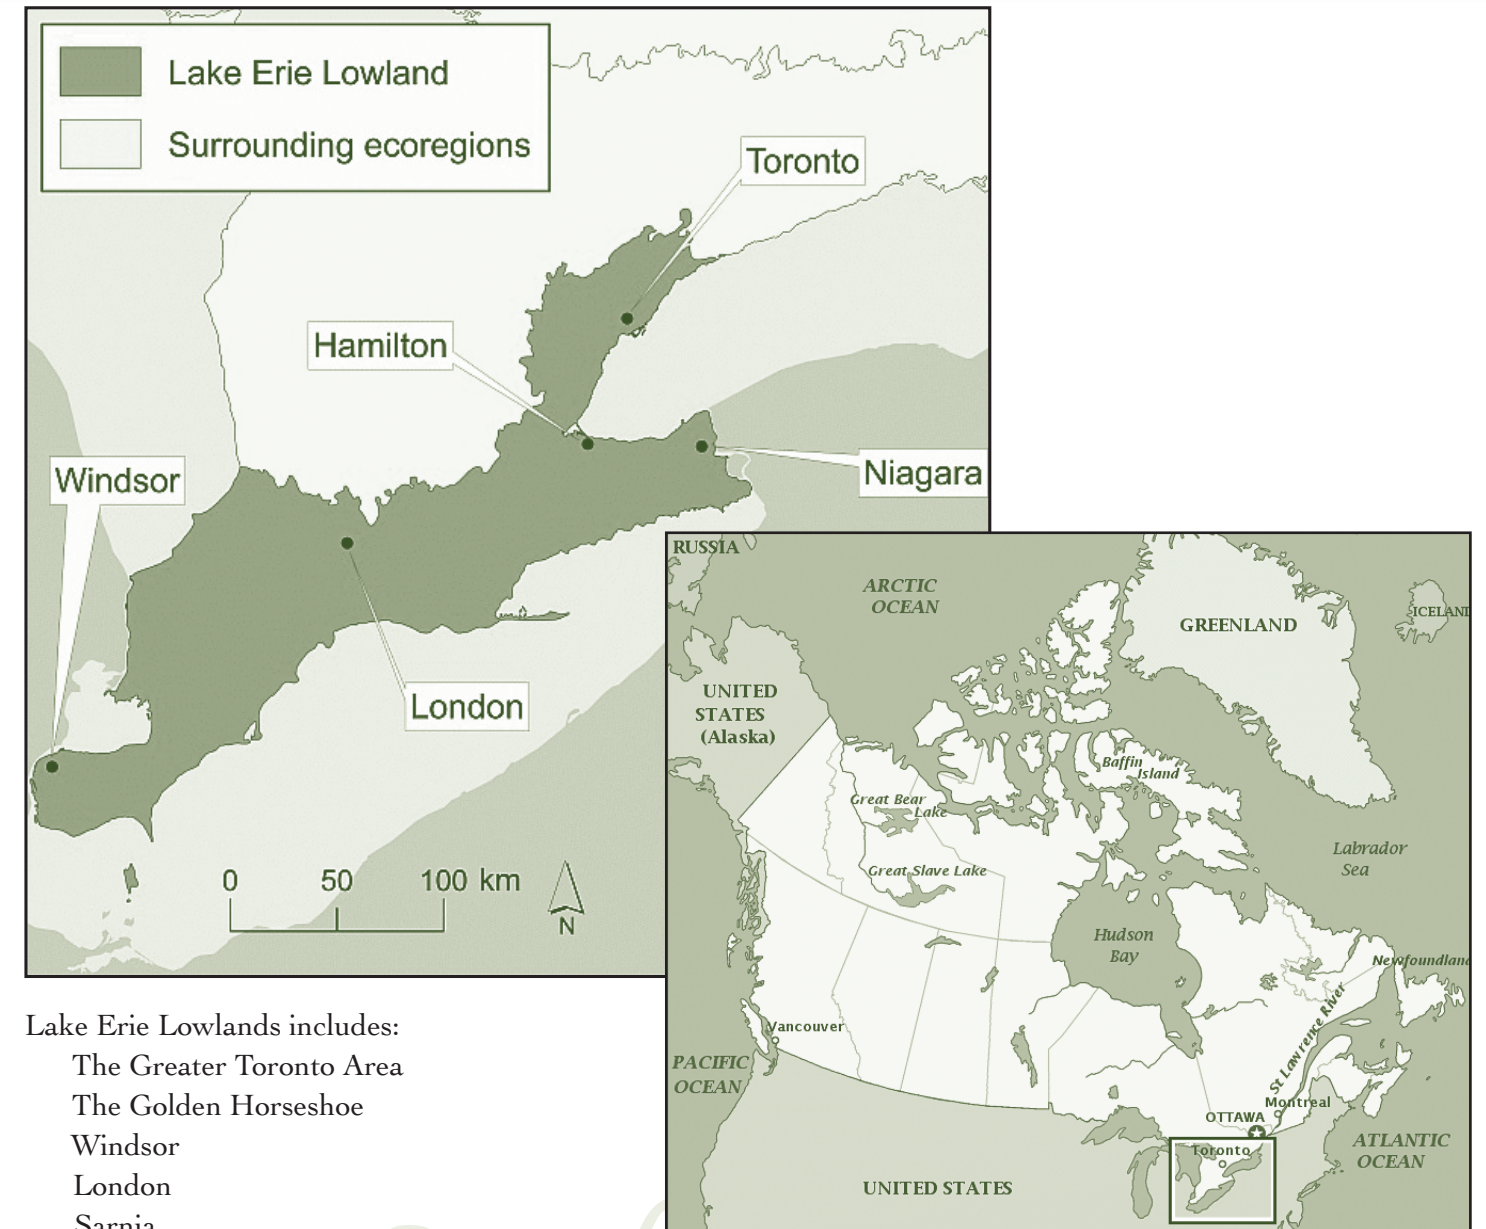 Lake Erie Lowland
Surrounding ecoregions
Toronto
Hamilton
Niagara
Windsor
London
0 50 100 km
N
RUSSIA
ARCTIC
OCEAN
GREENLAND
ICELAND
UNITED
STATES
(Alaska)
Baffin
Island
Great Bear
Lake
Great Slave Lake
Labrador
Sea
Hudson
Bay
Newfoundland
St Lawrence River
Vancouver
PACIFIC
OCEAN
Montreal
OTTAWA
Toronto
ATLANTIC
OCEAN
UNITED STATES
Lake Erie Lowlands includes:
The Greater Toronto Area
The Golden Horseshoe
Windsor
London
Sarnia